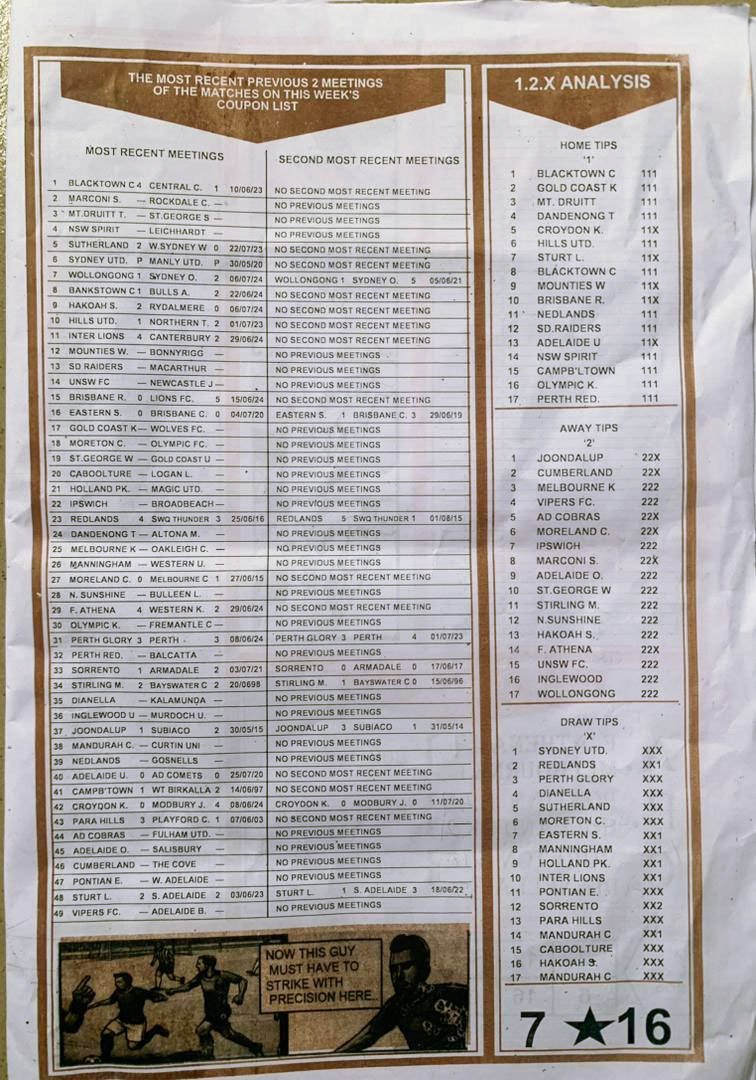 THE MOST RECENT PREVIOUS 2 MEETINGS
OF THE MATCHES ON THIS WEEK'S
COUPON LIST
MOST RECENT MEETINGS
SECOND MOST RECENT MEETINGS
1 BLACKTOWN C 4 CENTRAL C. 1 10/06/23 NO SECOND MOST RECENT MEETING
2 MARCONI S. — ROCKDALE C. — NO PREVIOUS MEETINGS
3 MT.DRUITT T. — ST.GEORGE S — NO PREVIOUS MEETINGS
4 NSW SPIRIT — LEICHHARDT — NO PREVIOUS MEETINGS
5 SUTHERLAND 2 W.SYDNEY W 0 22/07/23 NO SECOND MOST RECENT MEETING
6 SYDNEY UTD. P MANLY UTD. P 30/05/20 NO SECOND MOST RECENT MEETING
7 WOLLONGONG 1 SYDNEY O. 2 06/07/24 WOLLONGONG 1 SYDNEY O. 5 05/06/21
8 BANKSTOWN C 1 BULLS A. 2 22/06/24 NO SECOND MOST RECENT MEETING
9 HAKOAH S. 2 RYDALMERE 0 06/07/24 NO SECOND MOST RECENT MEETING
10 HILLS UTD. 1 NORTHERN T. 2 01/07/23 NO SECOND MOST RECENT MEETING
11 INTER LIONS 4 CANTERBURY 2 29/06/24 NO SECOND MOST RECENT MEETING
12 MOUNTIES W. — BONNYRIGG — NO PREVIOUS MEETINGS
13 SD RAIDERS — MACARTHUR — NO PREVIOUS MEETINGS
14 UNSW FC — NEWCASTLE J — NO PREVIOUS MEETINGS
15 BRISBANE R. 0 LIONS FC. 5 15/06/24 NO SECOND MOST RECENT MEETING
16 EASTERN S. 0 BRISBANE C. 0 04/07/20 EASTERN S. 1 BRISBANE C. 3 29/06/19
17 GOLD COAST K — WOLVES FC. — NO PREVIOUS MEETINGS
18 MORETON C. — OLYMPIC FC. — NO PREVIOUS MEETINGS
19 ST.GEORGE W — GOLD COAST U — NO PREVIOUS MEETINGS
20 CABOOLTURE — LOGAN L. — NO PREVIOUS MEETINGS
21 HOLLAND PK. — MAGIC UTD. — NO PREVIOUS MEETINGS
22 IPSWICH — BROADBEACH — NO PREVIOUS MEETINGS
23 REDLANDS 4 SWQ THUNDER 3 25/06/16 REDLANDS 5 SWQ THUNDER 1 01/08/15
24 DANDENONG T — ALTONA M. — NO PREVIOUS MEETINGS
25 MELBOURNE K — OAKLEIGH C. — NO PREVIOUS MEETINGS
26 MANNINGHAM — WESTERN U. — NO PREVIOUS MEETINGS
27 MORELAND C. 0 MELBOURNE C 1 27/06/15 NO SECOND MOST RECENT MEETING
28 N. SUNSHINE — BULLEEN L. — NO PREVIOUS MEETINGS
29 F. ATHENA 4 WESTERN K. 2 29/06/24 NO SECOND MOST RECENT MEETING
30 OLYMPIC K. — FREMANTLE C — NO PREVIOUS MEETINGS
31 PERTH GLORY 3 PERTH 3 08/06/24 PERTH GLORY 3 PERTH 4 01/07/23
32 PERTH RED. — BALCATTA — NO PREVIOUS MEETINGS
33 SORRENTO 1 ARMADALE 2 03/07/21 SORRENTO 0 ARMADALE 0 17/06/17
34 STIRLING M. 2 BAYSWATER C 2 20/0698 STIRLING M. 1 BAYSWATER C 0 15/06/96
35 DIANELLA — KALAMUNDA — NO PREVIOUS MEETINGS
36 INGLEWOOD U — MURDOCH U. — NO PREVIOUS MEETINGS
37 JOONDALUP 1 SUBIACO 2 30/05/15 JOONDALUP 3 SUBIACO 1 31/05/14
38 MANDURAH C. — CURTIN UNI — NO PREVIOUS MEETINGS
39 NEDLANDS — GOSNELLS — NO PREVIOUS MEETINGS
40 ADELAIDE U. 0 AD COMETS 0 25/07/20 NO SECOND MOST RECENT MEETING
41 CAMPB'TOWN 1 WT BIRKALLA 2 14/06/97 NO SECOND MOST RECENT MEETING
42 CROYDON K. 0 MODBURY J. 4 08/06/24 CROYDON K. 0 MODBURY J. 0 11/07/20
43 PARA HILLS 3 PLAYFORD C. 1 07/06/03 NO SECOND MOST RECENT MEETING
44 AD COBRAS — FULHAM UTD. — NO PREVIOUS MEETINGS
45 ADELAIDE O. — SALISBURY — NO PREVIOUS MEETINGS
46 CUMBERLAND — THE COVE — NO PREVIOUS MEETINGS
47 PONTIAN E. — W. ADELAIDE — NO PREVIOUS MEETINGS
48 STURT L. 2 S. ADELAIDE 2 03/06/23 STURT L. 1 S. ADELAIDE 3 18/06/22
49 VIPERS FC. — ADELAIDE B. — NO PREVIOUS MEETINGS
NOW THIS GUY
MUST HAVE TO
STRIKE WITH
PRECISION HERE...
1.2.X ANALYSIS
HOME TIPS
'1'
1 BLACKTOWN C 111
2 GOLD COAST K 111
3 MT. DRUITT 111
4 DANDENONG T 111
5 CROYDON K. 11X
6 HILLS UTD. 111
7 STURT L. 11X
8 BLACKTOWN C 111
9 MOUNTIES W 11X
10 BRISBANE R. 11X
11 NEDLANDS 111
12 SD.RAIDERS 111
13 ADELAIDE U 11X
14 NSW SPIRIT 111
15 CAMPB'LTOWN 111
16 OLYMPIC K. 111
17 PERTH RED. 111
AWAY TIPS
'2'
1 JOONDALUP 22X
2 CUMBERLAND 22X
3 MELBOURNE K 222
4 VIPERS FC. 222
5 AD COBRAS 22X
6 MORELAND C. 22X
7 IPSWICH 222
8 MARCONI S. 22X
9 ADELAIDE O. 222
10 ST.GEORGE W 222
11 STIRLING M. 222
12 N.SUNSHINE 222
13 HAKOAH S. 222
14 F. ATHENA 22X
15 UNSW FC. 222
16 INGLEWOOD 222
17 WOLLONGONG 222
DRAW TIPS
'X'
1 SYDNEY UTD. XXX
2 REDLANDS XX1
3 PERTH GLORY XXX
4 DIANELLA XXX
5 SUTHERLAND XXX
6 MORETON C. XXX
7 EASTERN S. XX1
8 MANNINGHAM XX1
9 HOLLAND PK. XX1
10 INTER LIONS XX1
11 PONTIAN E. XXX
12 SORRENTO XX2
13 PARA HILLS XXX
14 MANDURAH C XX1
15 CABOOLTURE XXX
16 HAKOAH S. XXX
17 MANDURAH C XXX
7 ★ 16